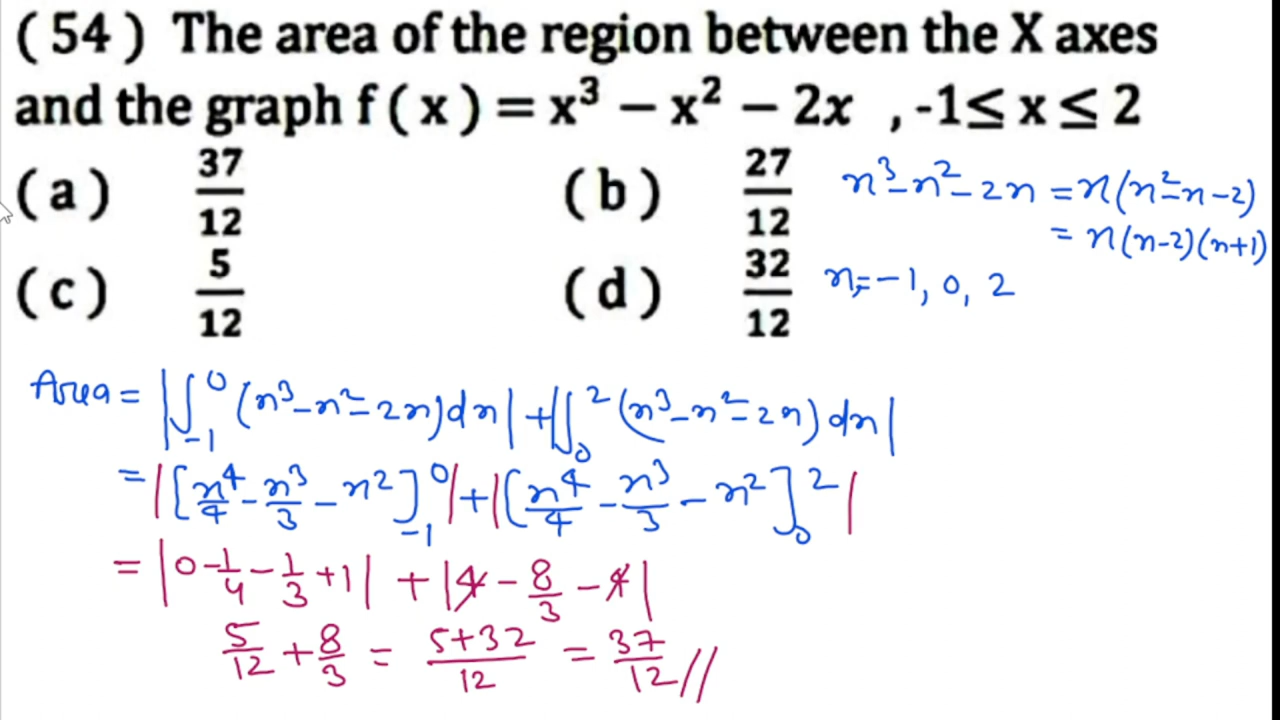 ( 54 ) The area of the region between the X axes
and the graph f ( x ) = x³ – x² – 2x , -1≤ x ≤ 2
( a ) 37/12 ( b ) 27/12
( c ) 5/12 ( d ) 32/12
x³-x²-2x = x(x²-x-2)
= x(x-2)(x+1)
x = -1, 0, 2
Area = |∫₋₁⁰ (x³-x²-2x)dx| + |∫₀² (x³-x²-2x)dx|
= |[x⁴/4 - x³/3 - x²]₋₁⁰| + |[x⁴/4 - x³/3 - x²]₀²|
= |0-1/4-1/3+1| + |4-8/3-4|
5/12 + 8/3 = 5+32/12 = 37/12 //